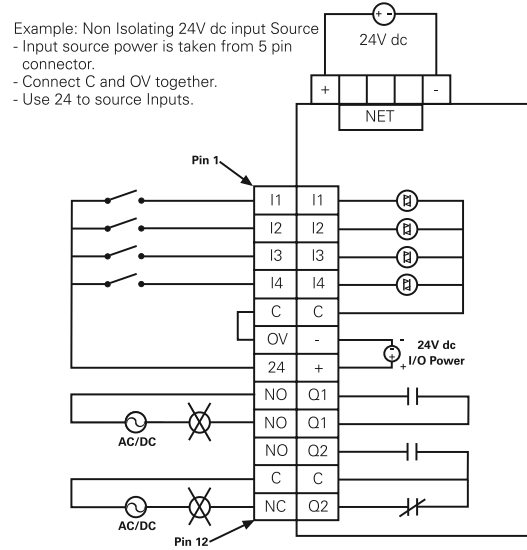 Example: Non Isolating 24V dc input Source
- Input source power is taken from 5 pin
connector.
- Connect C and OV together.
- Use 24 to source Inputs.
+ -
24V dc
+ -
NET
Pin 1
I1 I1
I2 I2
I3 I3
I4 I4
C C
OV -
24 +
NO Q1
NO Q1
NO Q2
C C
NC Q2
-
+
24V dc
I/O Power
- +
AC/DC
AC/DC
Pin 12